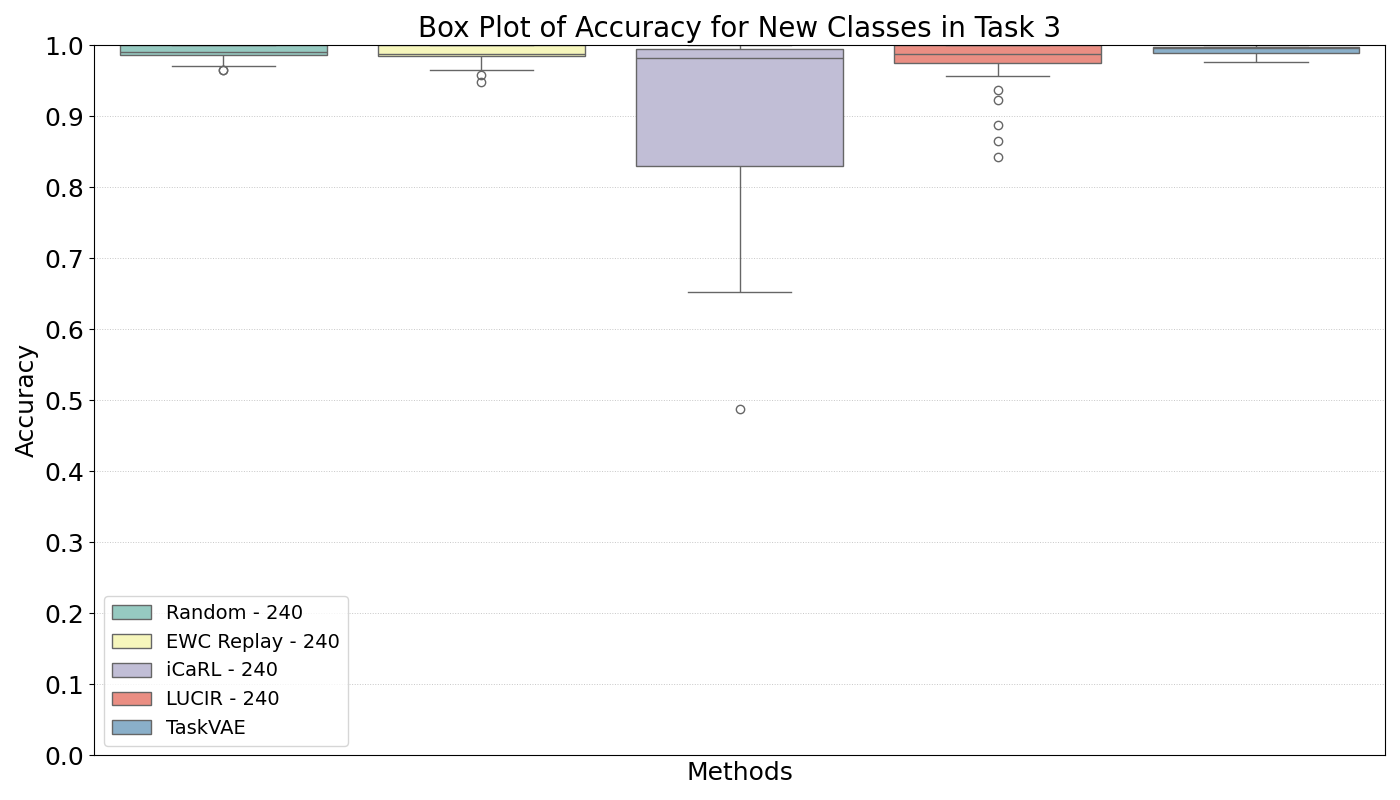 Box Plot of Accuracy for New Classes in Task 3
1.0
0.9
0.8
0.7
0.6
0.5
0.4
0.3
0.2
0.1
0.0
Accuracy
Random - 240
EWC Replay - 240
iCaRL - 240
LUCIR - 240
TaskVAE
Methods